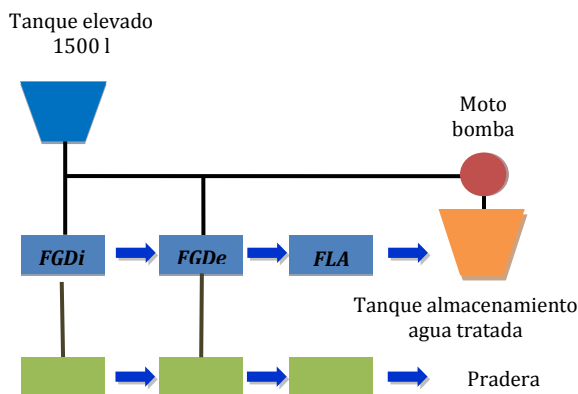 Tanque elevado
1500 l
Moto
bomba
FGDi
FGDe
FLA
Tanque almacenamiento
agua tratada
Pradera